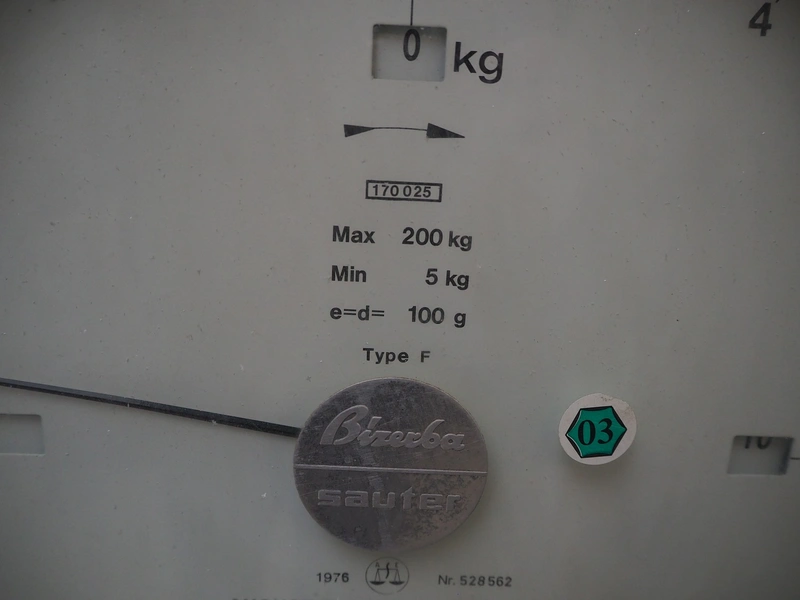 4
0 kg
170 025
Max 200 kg
Min 5 kg
e=d= 100 g
Type F
Bizerba
sauter
03
10
1976 Nr. 528562